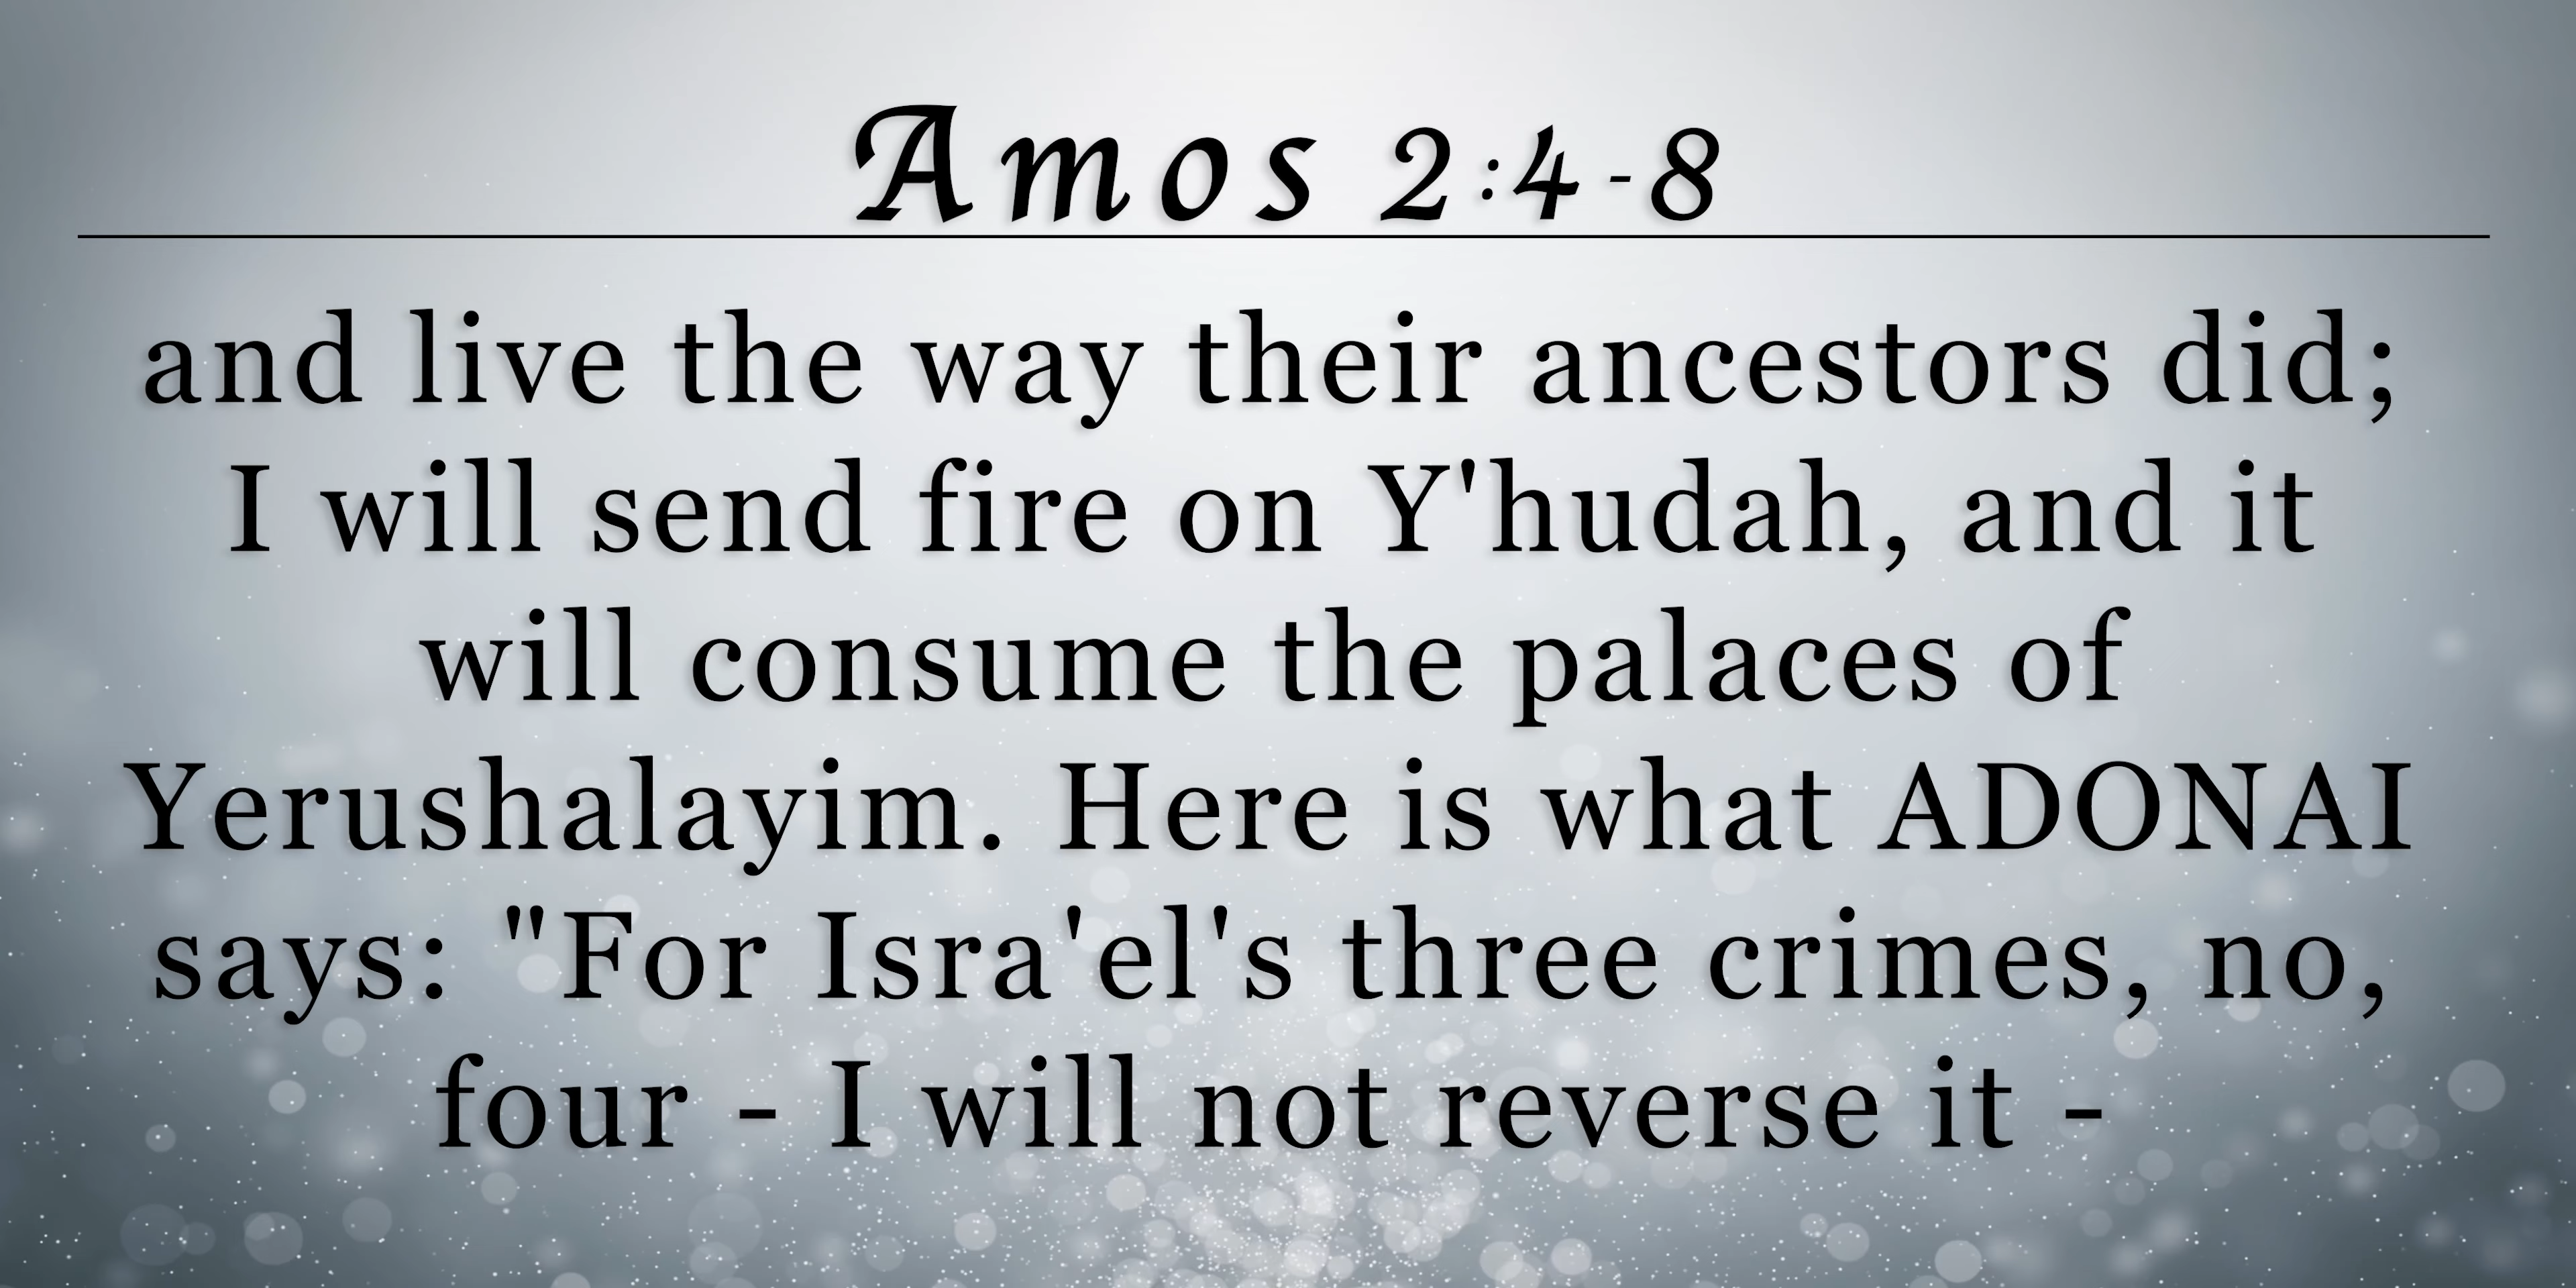 Amos 2:4-8
and live the way their ancestors did;
I will send fire on Y'hudah, and it
will consume the palaces of
Yerushalayim. Here is what ADONAI
says: "For Isra'el's three crimes, no,
four - I will not reverse it -